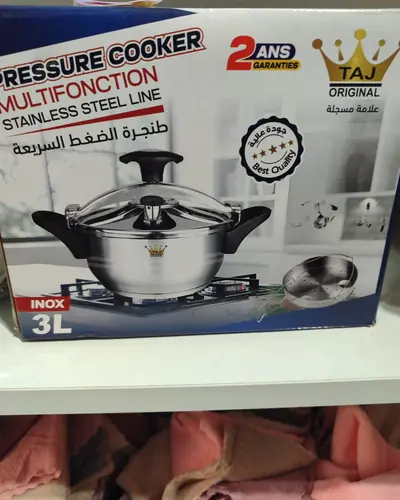 PRESSURE COOKER
MULTIFONCTION
STAINLESS STEEL LINE
طنجرة الضغط السريعة
2 ANS
GARANTIES
TAJ
ORIGINAL
علامة مسجلة
جودة عالية
Best Quality
INOX
3L